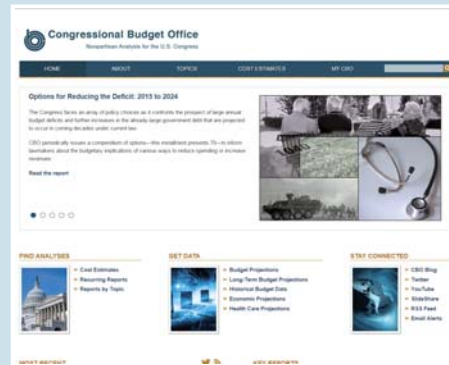 Congressional Budget Office
Nonpartisan Analysis for the U.S. Congress
HOME ABOUT TOPICS COST ESTIMATES MY CBO
Options for Reducing the Deficit: 2015 to 2024
The Congress faces an array of policy choices as it confronts the prospect of large annual
budget deficits and further increases in the already-large government debt that are projected
to occur in coming decades under current law.
CBO periodically issues a compendium of options—this installment presents 79—to inform
lawmakers about the budgetary implications of various ways to reduce spending or increase
revenues.
Read the report
FIND ANALYSES
Cost Estimates
Recurring Reports
Reports by Topic
GET DATA
Budget Projections
Long-Term Budget Projections
Historical Budget Data
Economic Projections
Health Care Projections
STAY CONNECTED
CBO Blog
Twitter
YouTube
SlideShare
RSS Feed
Email Alerts
MOST RECENT
KEY REPORTS